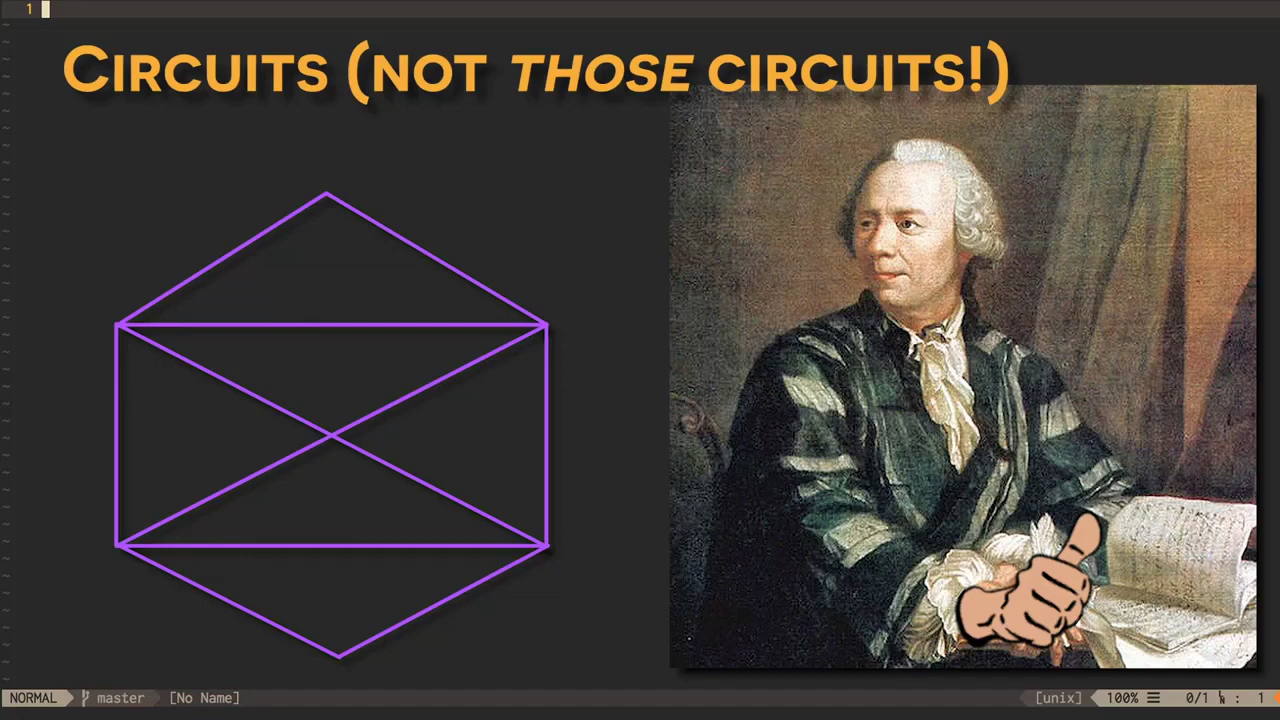 1
Circuits (not those circuits!)
NORMAL master [No Name] [unix] 100% 0/1 : 1